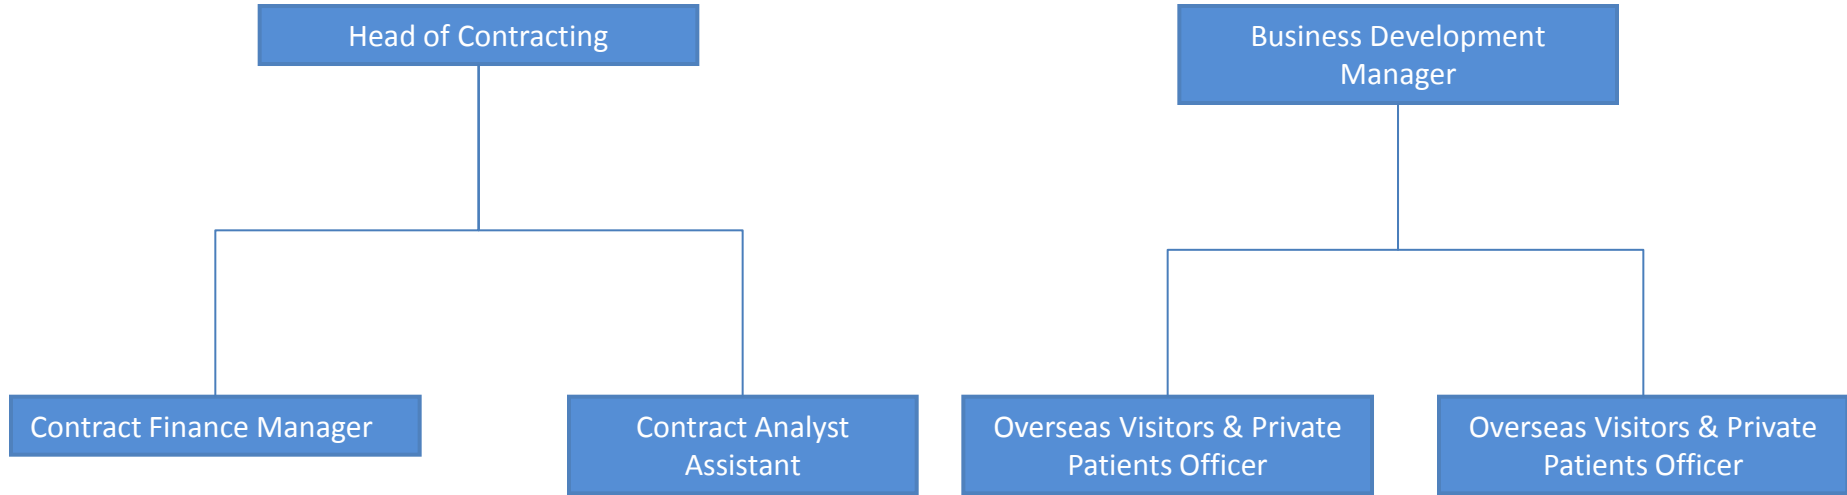 Head of Contracting
Business Development
Manager
Contract Finance Manager
Contract Analyst
Assistant
Overseas Visitors & Private
Patients Officer
Overseas Visitors & Private
Patients Officer